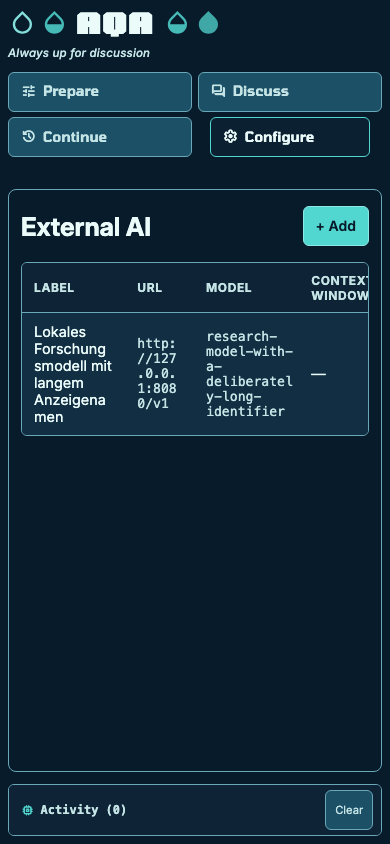 AQA
Always up for discussion
Prepare
Discuss
Continue
Configure
External AI
+ Add
LABEL URL MODEL CONTEXT
WINDOW
Lokales
Forschung
smodell mit
langem
Anzeigena
men
http:
//127
.0.0.
1:808
0/v1
research-
model-with-
a-
deliberatel
y-long-
identifier
—
Activity (0)
Clear